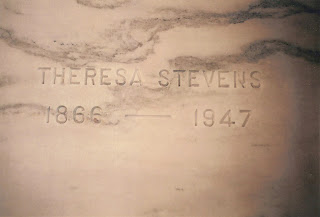 THERESA STEVENS
1866 — 1947